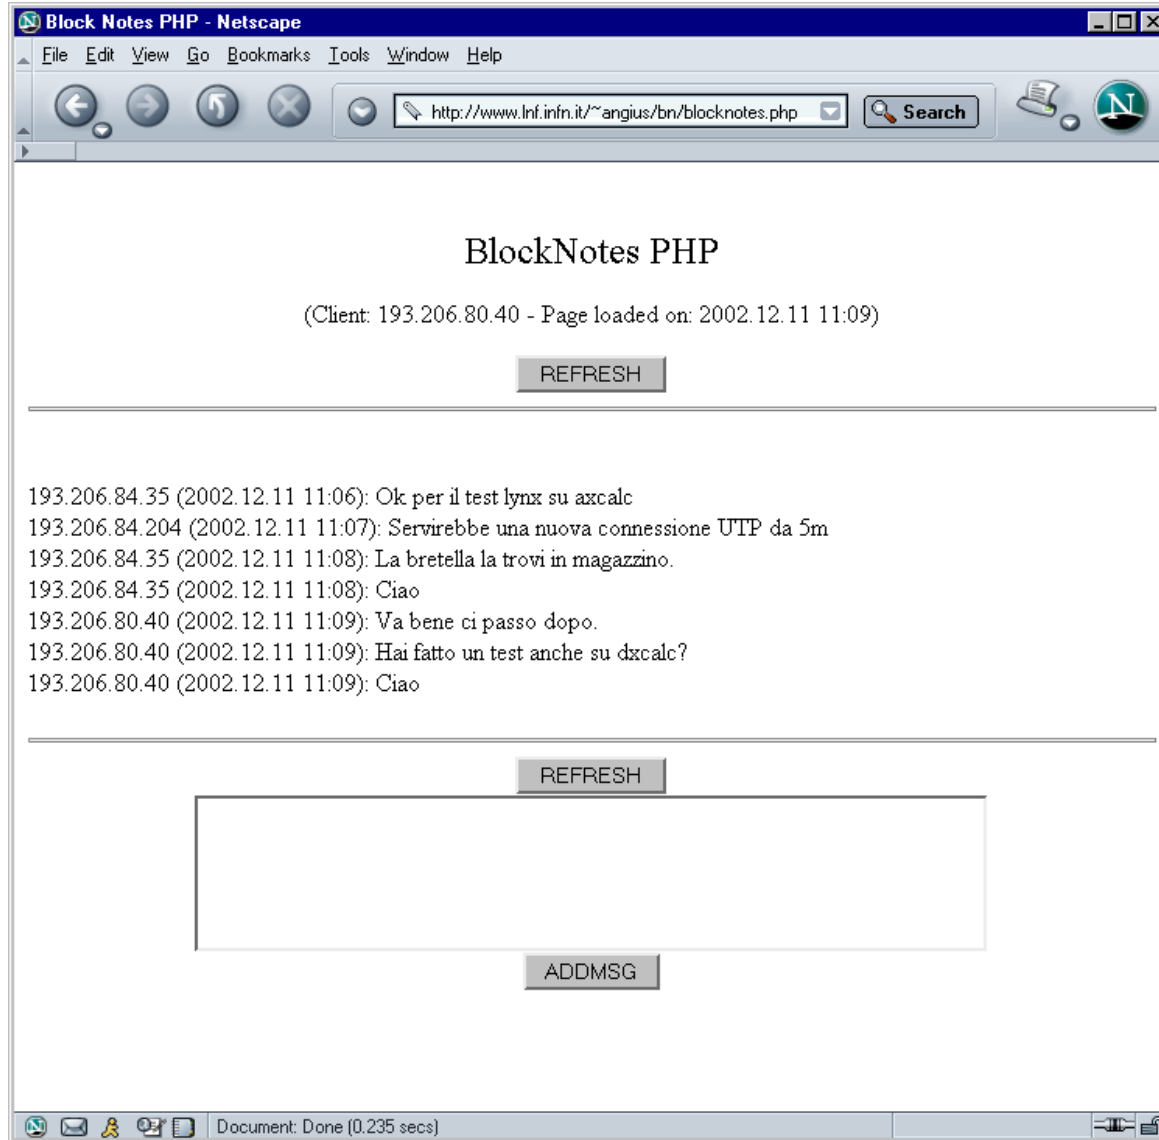 Block Notes PHP - Netscape
File Edit View Go Bookmarks Tools Window Help
http://www.lnf.infn.it/~angius/bn/blocknotes.php Search N
BlockNotes PHP
(Client: 193.206.80.40 - Page loaded on: 2002.12.11 11:09)
REFRESH
193.206.84.35 (2002.12.11 11:06): Ok per il test lynx su axcalc
193.206.84.204 (2002.12.11 11:07): Servirebbe una nuova connessione UTP da 5m
193.206.84.35 (2002.12.11 11:08): La bretella la trovi in magazzino.
193.206.84.35 (2002.12.11 11:08): Ciao
193.206.80.40 (2002.12.11 11:09): Va bene ci passo dopo.
193.206.80.40 (2002.12.11 11:09): Hai fatto un test anche su dxcalc?
193.206.80.40 (2002.12.11 11:09): Ciao
REFRESH
ADDMSG
Document: Done (0.235 secs)